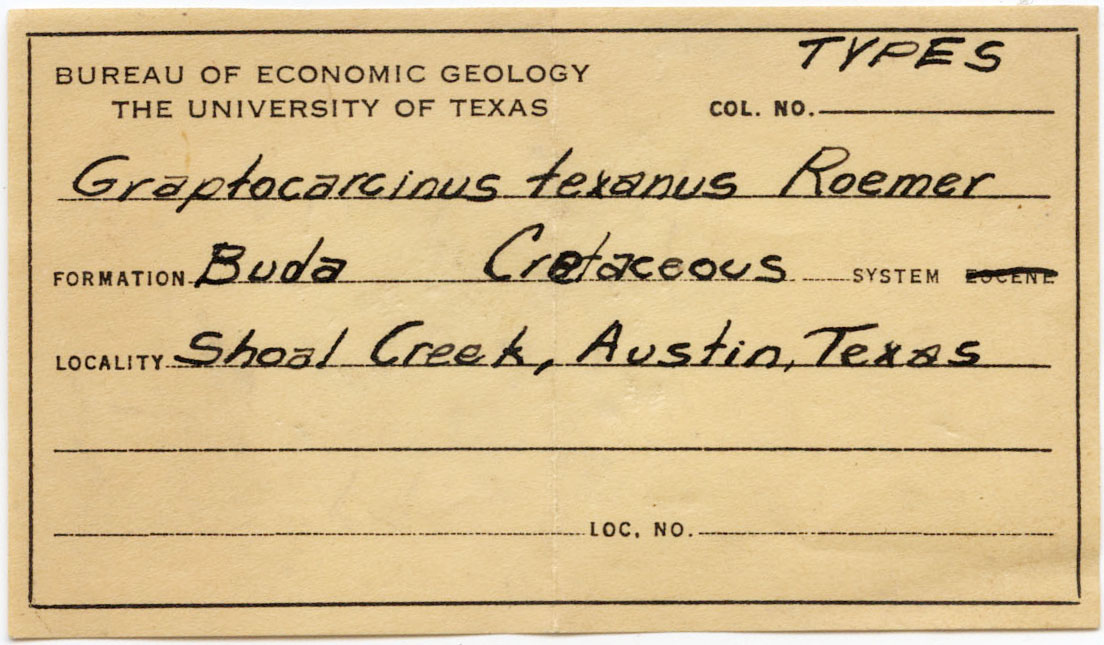 TYPES
BUREAU OF ECONOMIC GEOLOGY
THE UNIVERSITY OF TEXAS
COL. NO.
Graptocarcinus texanus Roemer
FORMATION Buda Cretaceous SYSTEM EOCENE
LOCALITY Shoal Creek, Austin, Texas
LOC. NO.